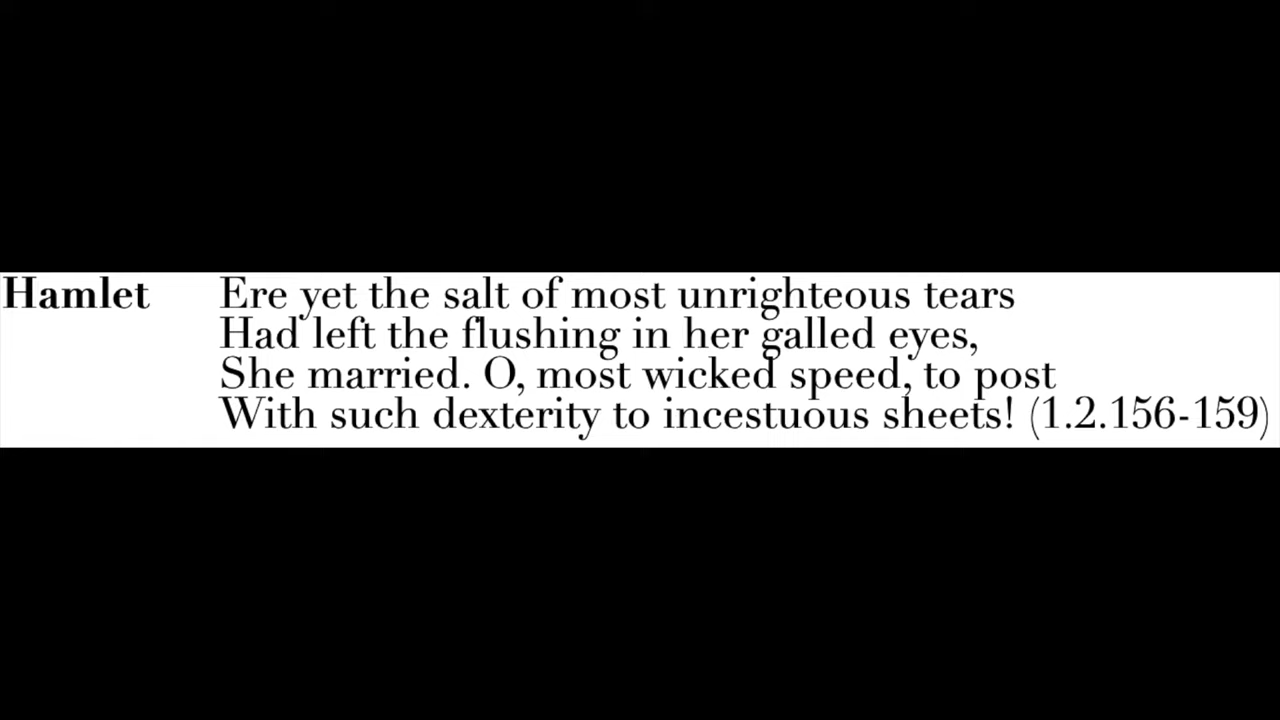 Hamlet Ere yet the salt of most unrighteous tears
Had left the flushing in her galled eyes,
She married. O, most wicked speed, to post
With such dexterity to incestuous sheets! (1.2.156-159)